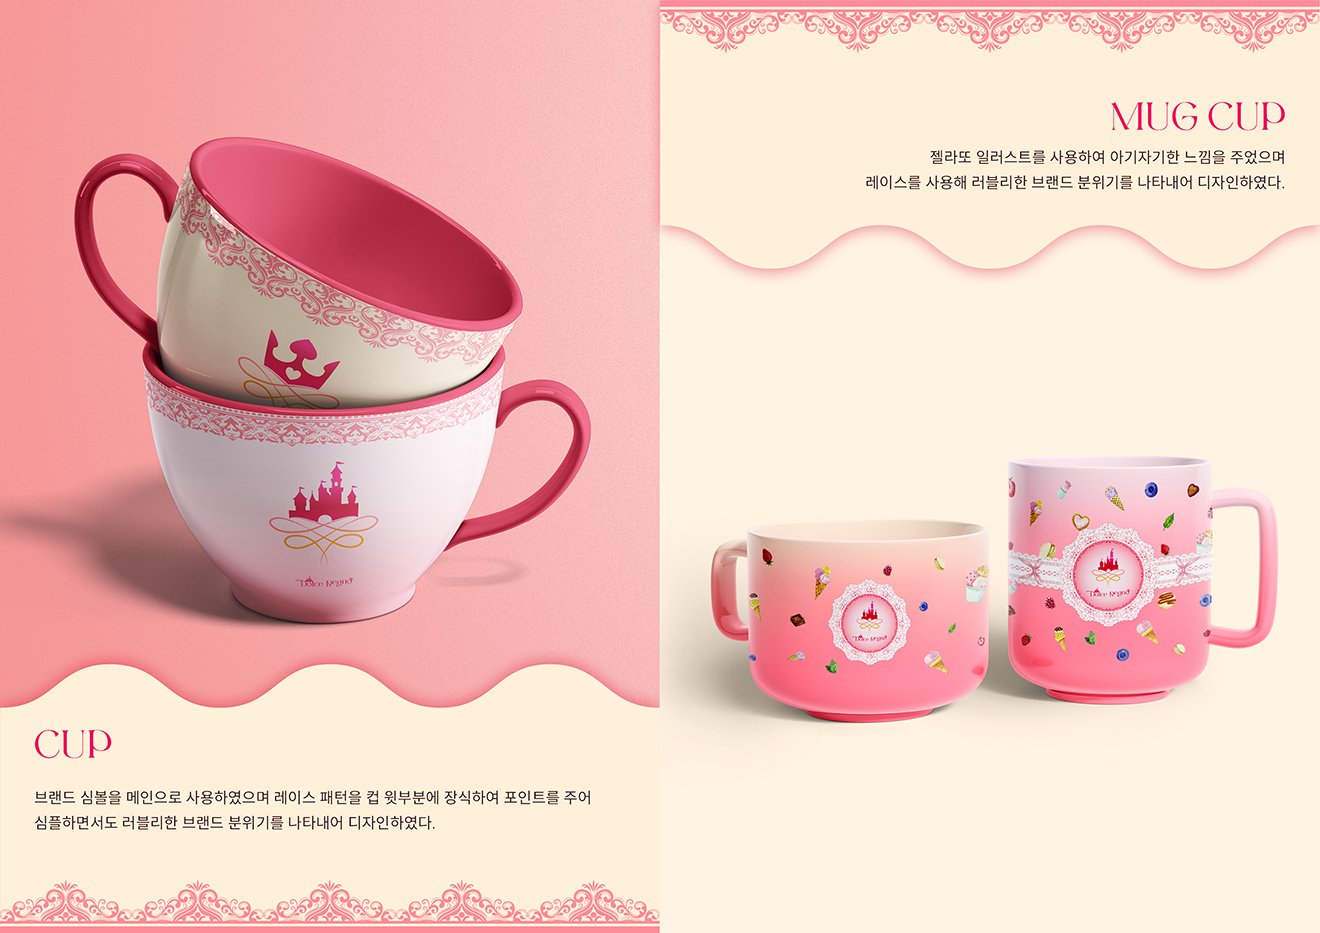 CUP
브랜드 심볼을 메인으로 사용하였으며 레이스 패턴을 컵 윗부분에 장식하여 포인트를 주어
심플하면서도 러블리한 브랜드 분위기를 나타내어 디자인하였다.
Dolce Regno
MUG CUP
젤라또 일러스트를 사용하여 아기자기한 느낌을 주었으며
레이스를 사용해 러블리한 브랜드 분위기를 나타내어 디자인하였다.
Dolce Regno
Dolce Regno